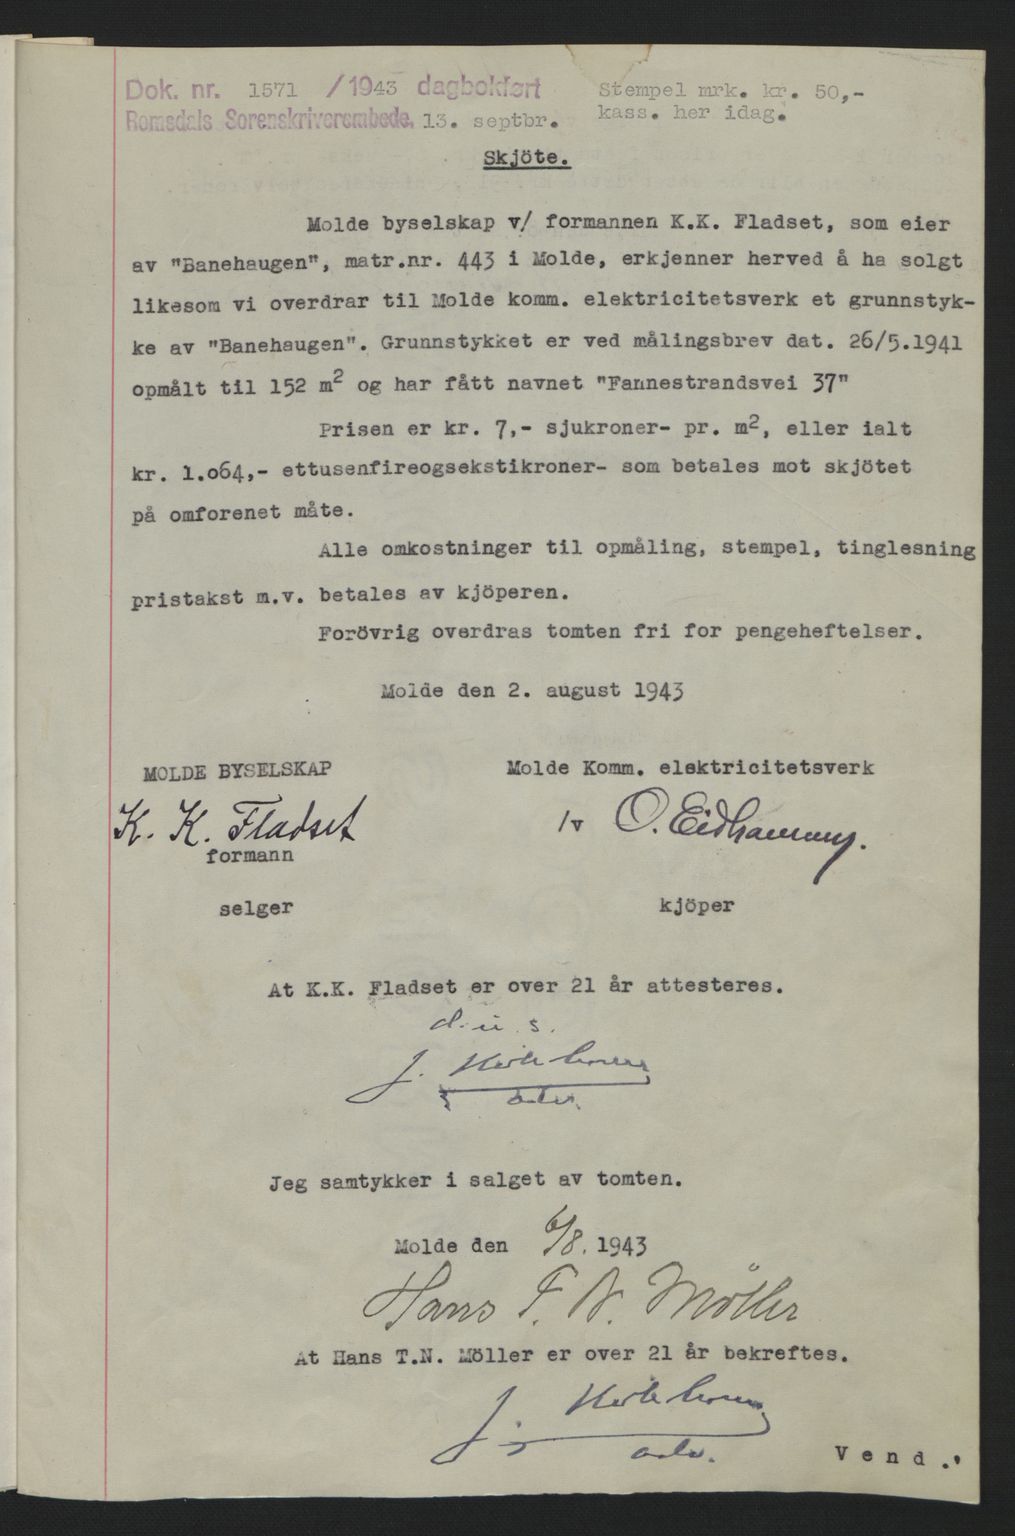 Dok. nr. 1571 /1943 dagbokført
Romsdals Sorenskriverembede. 13. septbr.
Stempel mrk. kr. 50,-
kass. her idag.
Skjöte.
Molde byselskap v/ formannen K.K. Fladset, som eier
av "Banehaugen", matr.nr. 443 i Molde, erkjenner herved å ha solgt
likesom vi overdrar til Molde komm. elektricitetsverk et grunnstyk-
ke av "Banehaugen". Grunnstykket er ved målingsbrev dat. 26/5.1941
opmålt til 152 m2 og har fått navnet "Fannestrandsvei 37"
Prisen er kr. 7,- sjukroner- pr. m2, eller ialt
kr. 1.o64,- ettusenfireogsekstikroner- som betales mot skjötet
på omforenet måte.
Alle omkostninger til opmåling, stempel, tinglesning
pristakst m.v. betales av kjöperen.
Forövrig overdras tomten fri for pengeheftelser.
Molde den 2. august 1943
MOLDE BYSELSKAP
K. K. Fladset
formann
selger
Molde Komm. elektricitetsverk
/v O. Eidhammer.
kjöper
At K.K. Fladset er over 21 år attesteres.
d. u. s.
J.
adv.
Jeg samtykker i salget av tomten.
Molde den 6/8. 1943
Hans T. N. Möller
At Hans T.N. Möller er over 21 år bekreftes.
J.
adv.
Vend.